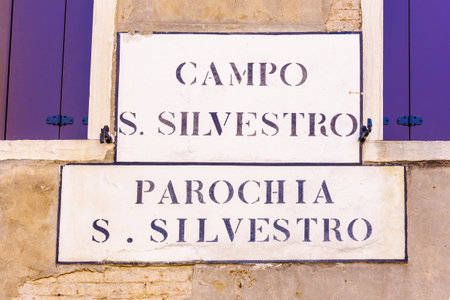 CAMPO
S. SILVESTRO
PAROCHIA
S. SILVESTRO